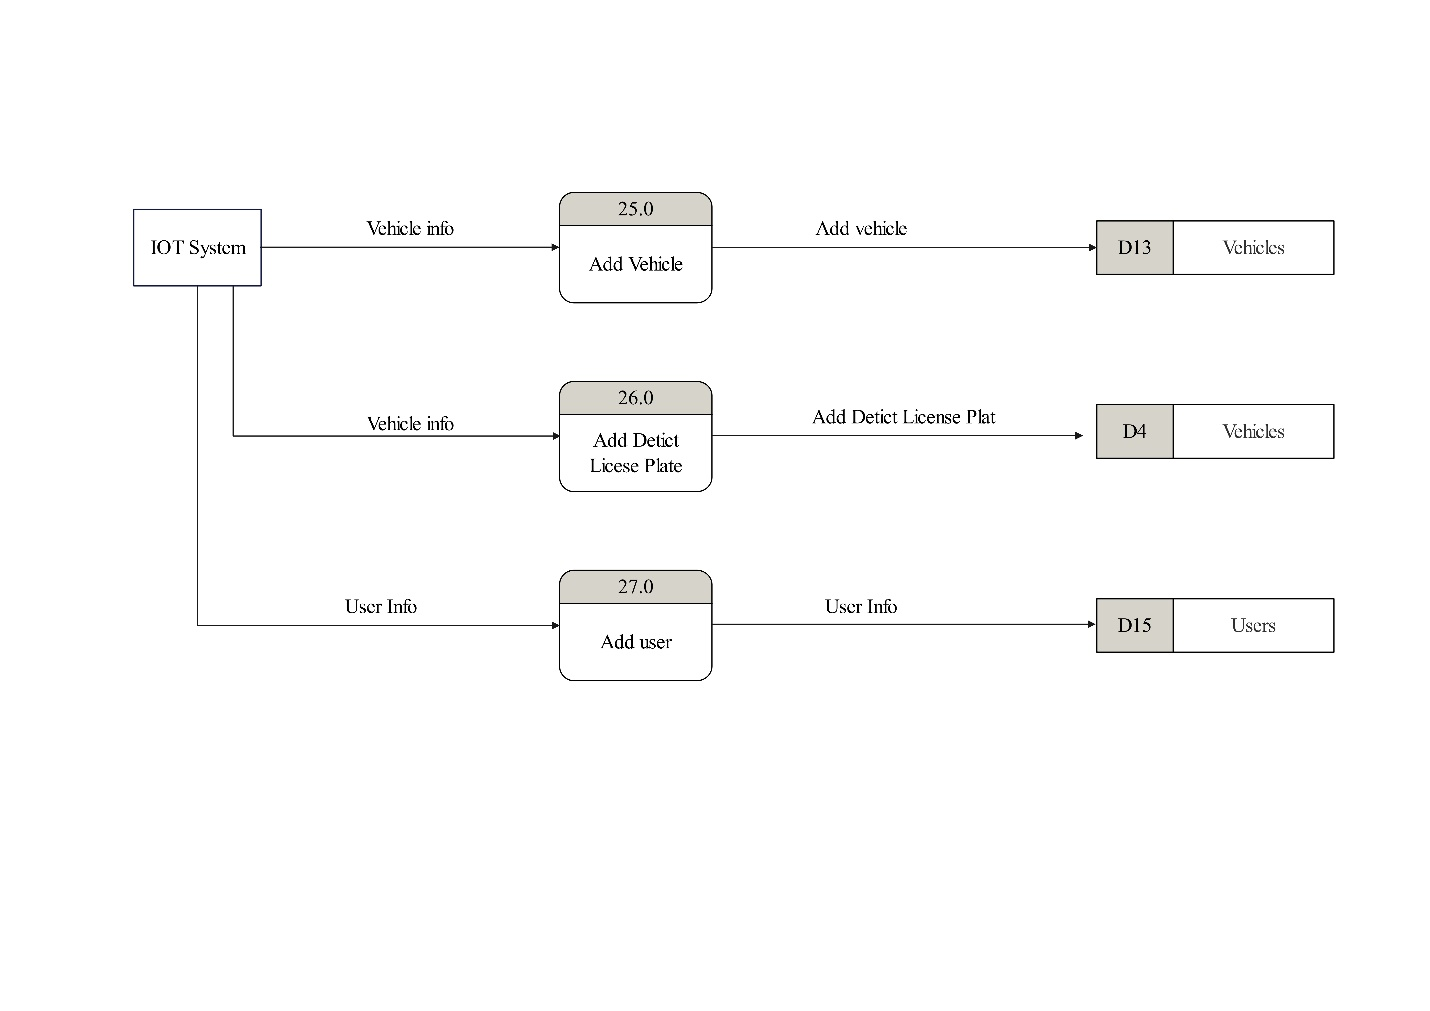 25.0
IOT System
Vehicle info
Add Vehicle
Add vehicle
D13
Vehicles
26.0
Vehicle info
Add Detict
Licese Plate
Add Detict License Plat
D4
Vehicles
27.0
User Info
Add user
User Info
D15
Users